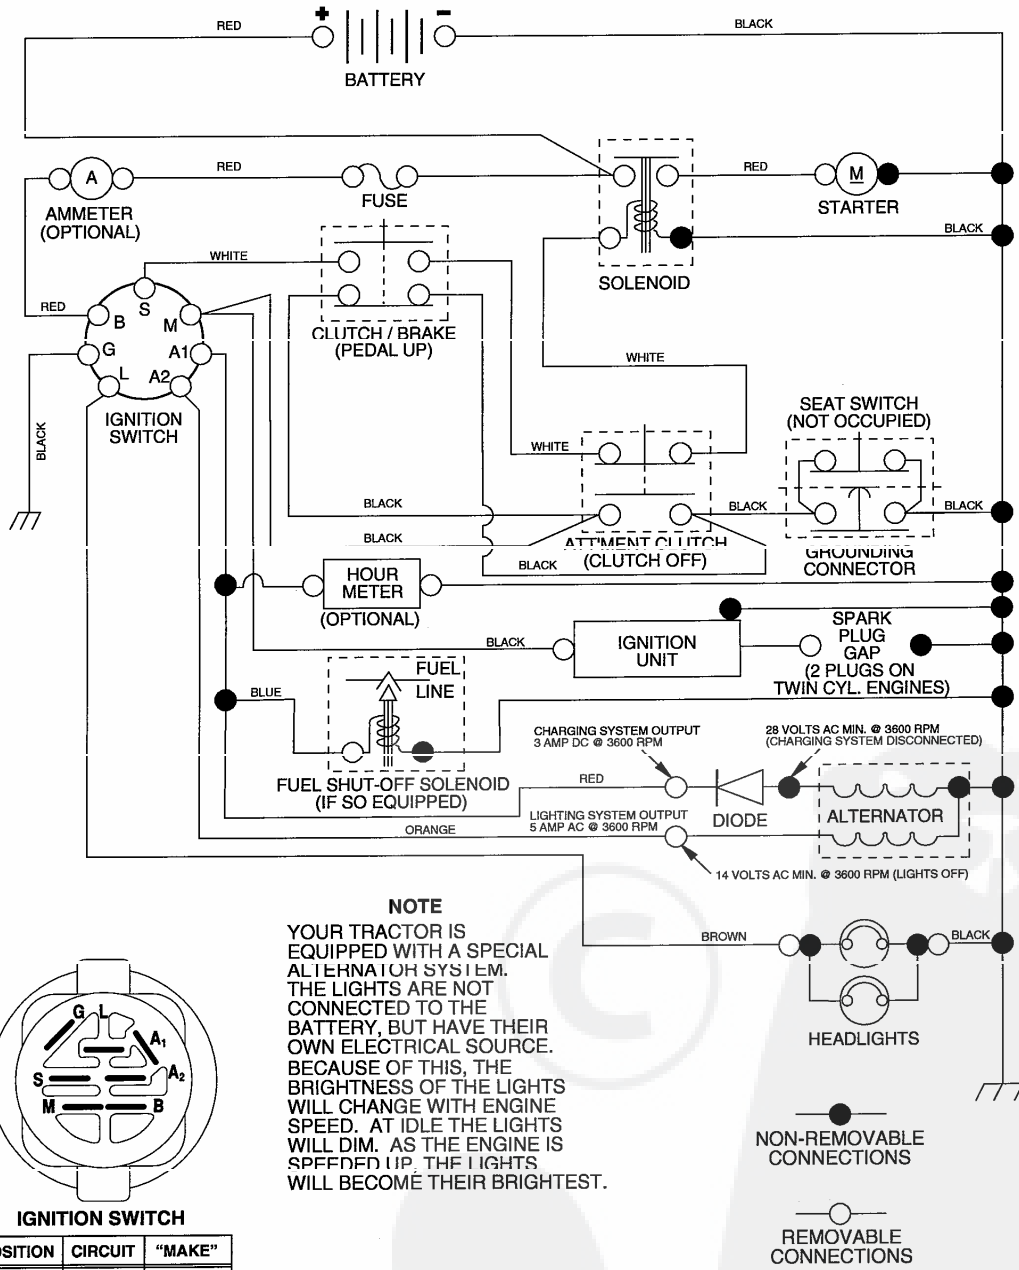 + −
RED
BLACK
BATTERY
RED
RED
A
M
FUSE
AMMETER
(OPTIONAL)
STARTER
BLACK
WHITE
SOLENOID
RED
S
B
M
CLUTCH / BRAKE
(PEDAL UP)
G
A1
L
A2
WHITE
IGNITION
SWITCH
BLACK
SEAT SWITCH
(NOT OCCUPIED)
WHITE
BLACK
BLACK
BLACK
BLACK
ATT'MENT CLUTCH
(CLUTCH OFF)
GROUNDING
CONNECTOR
BLACK
HOUR
METER
(OPTIONAL)
BLACK
IGNITION
UNIT
SPARK
PLUG
GAP
(2 PLUGS ON
TWIN CYL. ENGINES)
FUEL
LINE
BLUE
CHARGING SYSTEM OUTPUT
3 AMP DC @ 3600 RPM
28 VOLTS AC MIN. @ 3600 RPM
(CHARGING SYSTEM DISCONNECTED)
FUEL SHUT-OFF SOLENOID
(IF SO EQUIPPED)
RED
DIODE
ALTERNATOR
LIGHTING SYSTEM OUTPUT
5 AMP AC @ 3600 RPM
ORANGE
14 VOLTS AC MIN. @ 3600 RPM (LIGHTS OFF)
BROWN
BLACK
HEADLIGHTS
NOTE
YOUR TRACTOR IS
EQUIPPED WITH A SPECIAL
ALTERNATOR SYSTEM.
THE LIGHTS ARE NOT
CONNECTED TO THE
BATTERY, BUT HAVE THEIR
OWN ELECTRICAL SOURCE.
BECAUSE OF THIS, THE
BRIGHTNESS OF THE LIGHTS
WILL CHANGE WITH ENGINE
SPEED. AT IDLE THE LIGHTS
WILL DIM. AS THE ENGINE IS
SPEEDED UP, THE LIGHTS
WILL BECOME THEIR BRIGHTEST.
G L
A1
S
A2
M
B
IGNITION SWITCH
OSITION CIRCUIT "MAKE"
NON-REMOVABLE
CONNECTIONS
REMOVABLE
CONNECTIONS